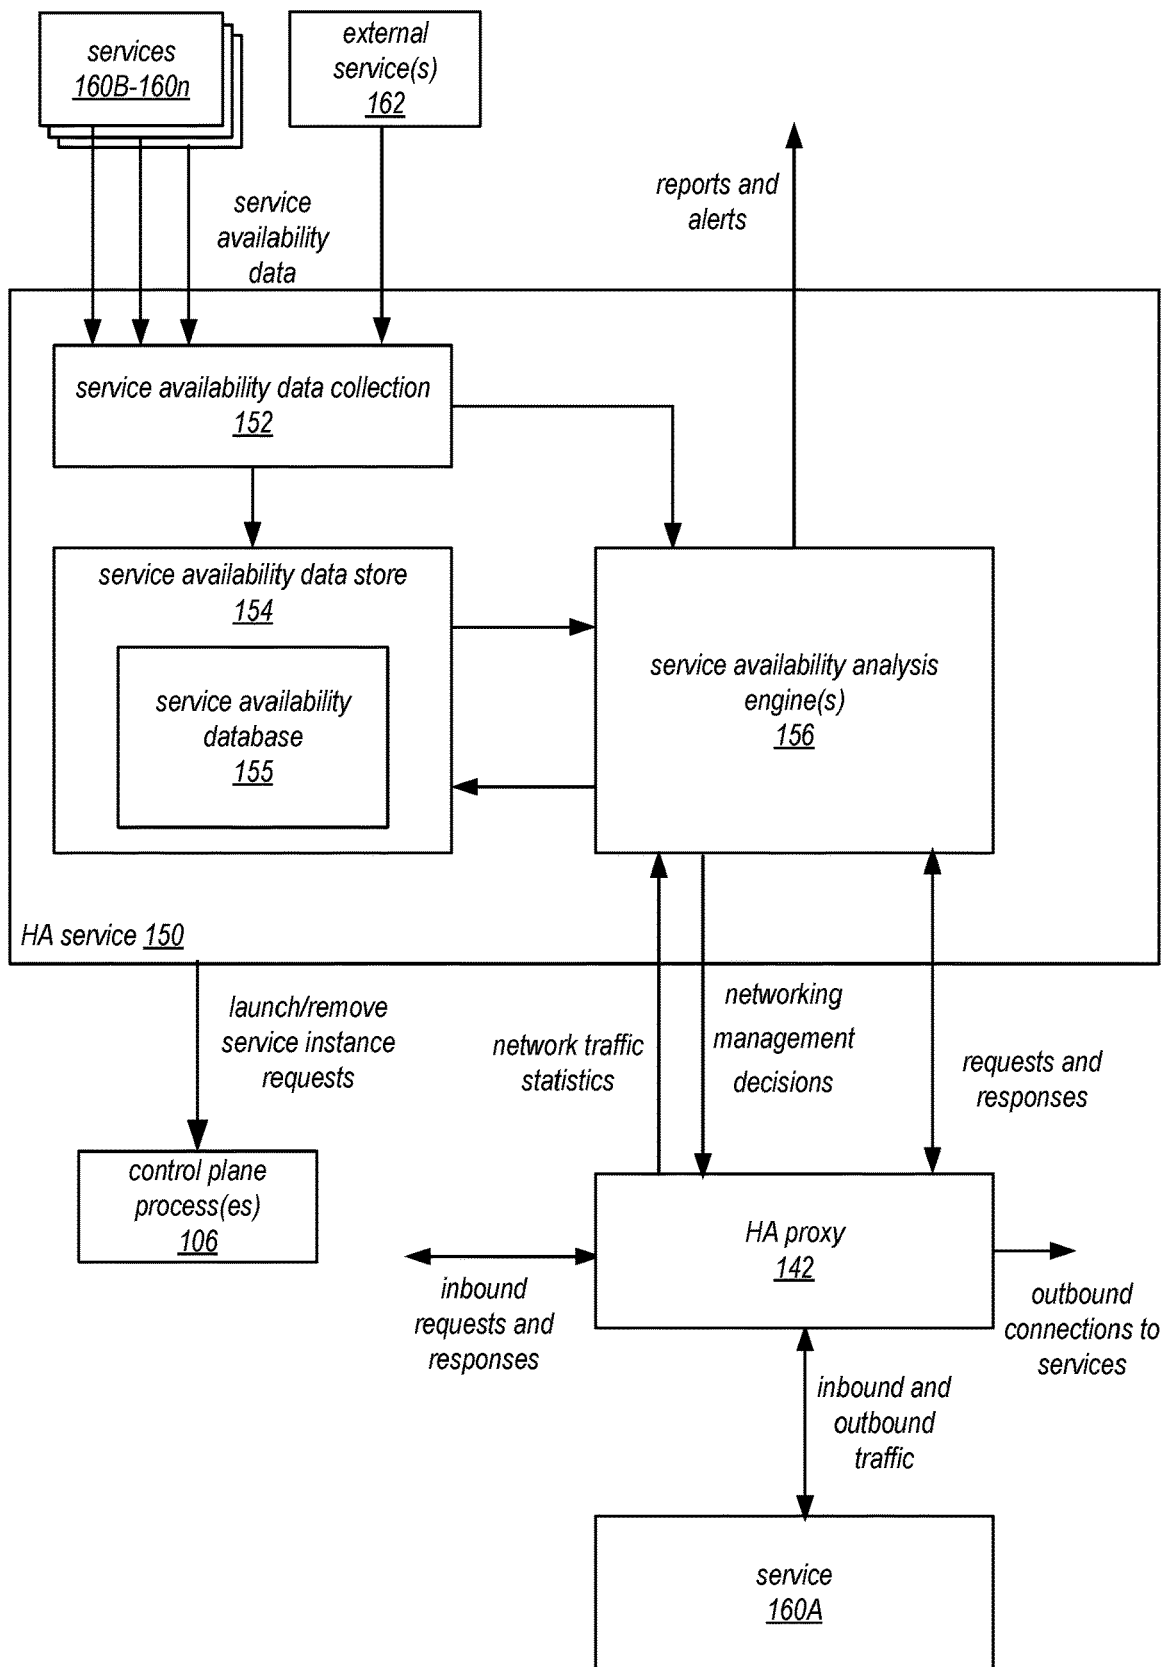 services
160B-160n
external
service(s)
162
service
availability
data
reports and
alerts
service availability data collection
152
service availability data store
154
service availability
database
155
service availability analysis
engine(s)
156
HA service 150
launch/remove
service instance
requests
network traffic
statistics
networking
management
decisions
requests and
responses
control plane
process(es)
106
HA proxy
142
inbound
requests and
responses
outbound
connections to
services
inbound and
outbound
traffic
service
160A